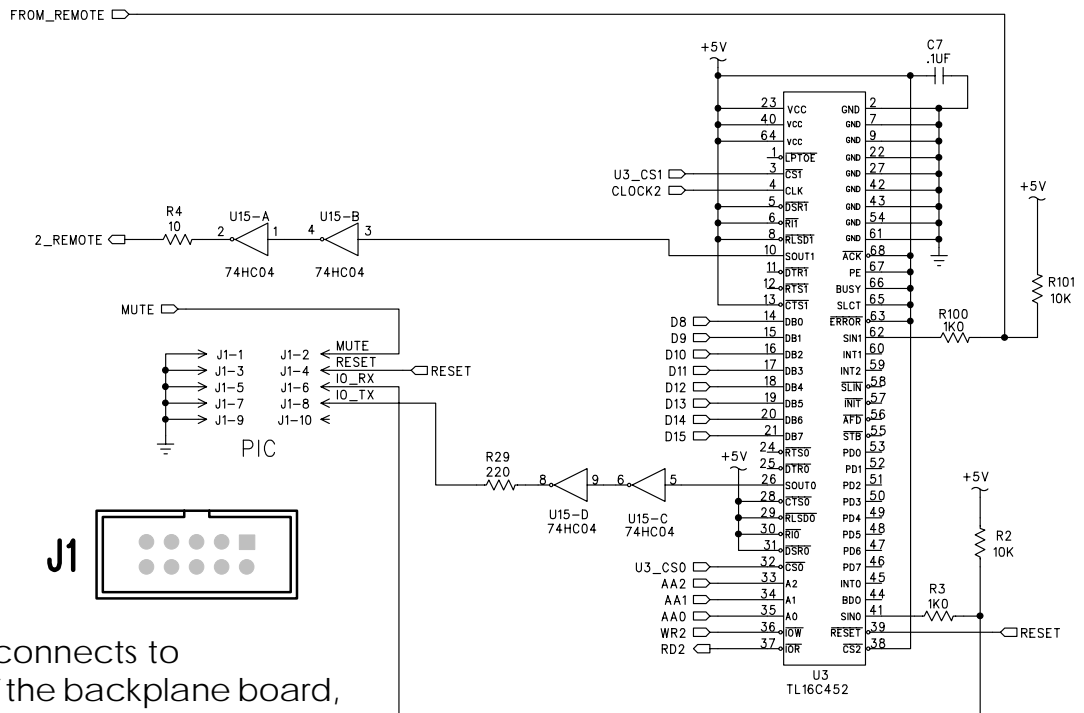 FROM_REMOTE
+5V
C7
.1UF
23 VCC GND 2
40 VCC GND 7
64 VCC GND 9
1 LPTOE GND 22
U3_CS1 3 CS1 GND 27
CLOCK2 4 CLK GND 42
5 DSR1 GND 43
6 RI1 GND 54
8 RLSD1 GND 61
10 SOUT1 ACK 68
11 DTR1 PE 67
12 RTS1 BUSY 66
13 CTS1 SLCT 65
D8 14 DB0 ERROR 63
D9 15 DB1 SIN1 62
D10 16 DB2 INT1 60
D11 17 DB3 INT2 59
D12 18 DB4 SLIN 58
D13 19 DB5 INIT 57
D14 20 DB6 AFD 56
D15 21 DB7 STB 55
24 RTS0 PD0 53
25 DTR0 PD1 52
26 SOUT0 PD2 51
28 CTS0 PD3 50
29 RLSD0 PD4 49
30 RI0 PD5 48
31 DSR0 PD6 47
U3_CS0 32 CS0 PD7 46
AA2 33 A2 INT0 45
AA1 34 A1 BDO 44
AA0 35 A0 SIN0 41
WR2 36 IOW RESET 39 RESET
RD2 37 IOR CS2 38
U3
TL16C452
+5V
R101
10K
R100
1K0
R4
10
U15-A
U15-B
2_REMOTE 2 1 4 3
74HC04
74HC04
MUTE
J1-1 J1-2 MUTE
J1-3 J1-4 RESET RESET
J1-5 J1-6 IO_RX
J1-7 J1-8 IO_TX
J1-9 J1-10
PIC
+5V
R29
220
8 9 6 5
U15-D
74HC04
U15-C
74HC04
+5V
R2
10K
R3
1K0
J1
connects to
the backplane board,